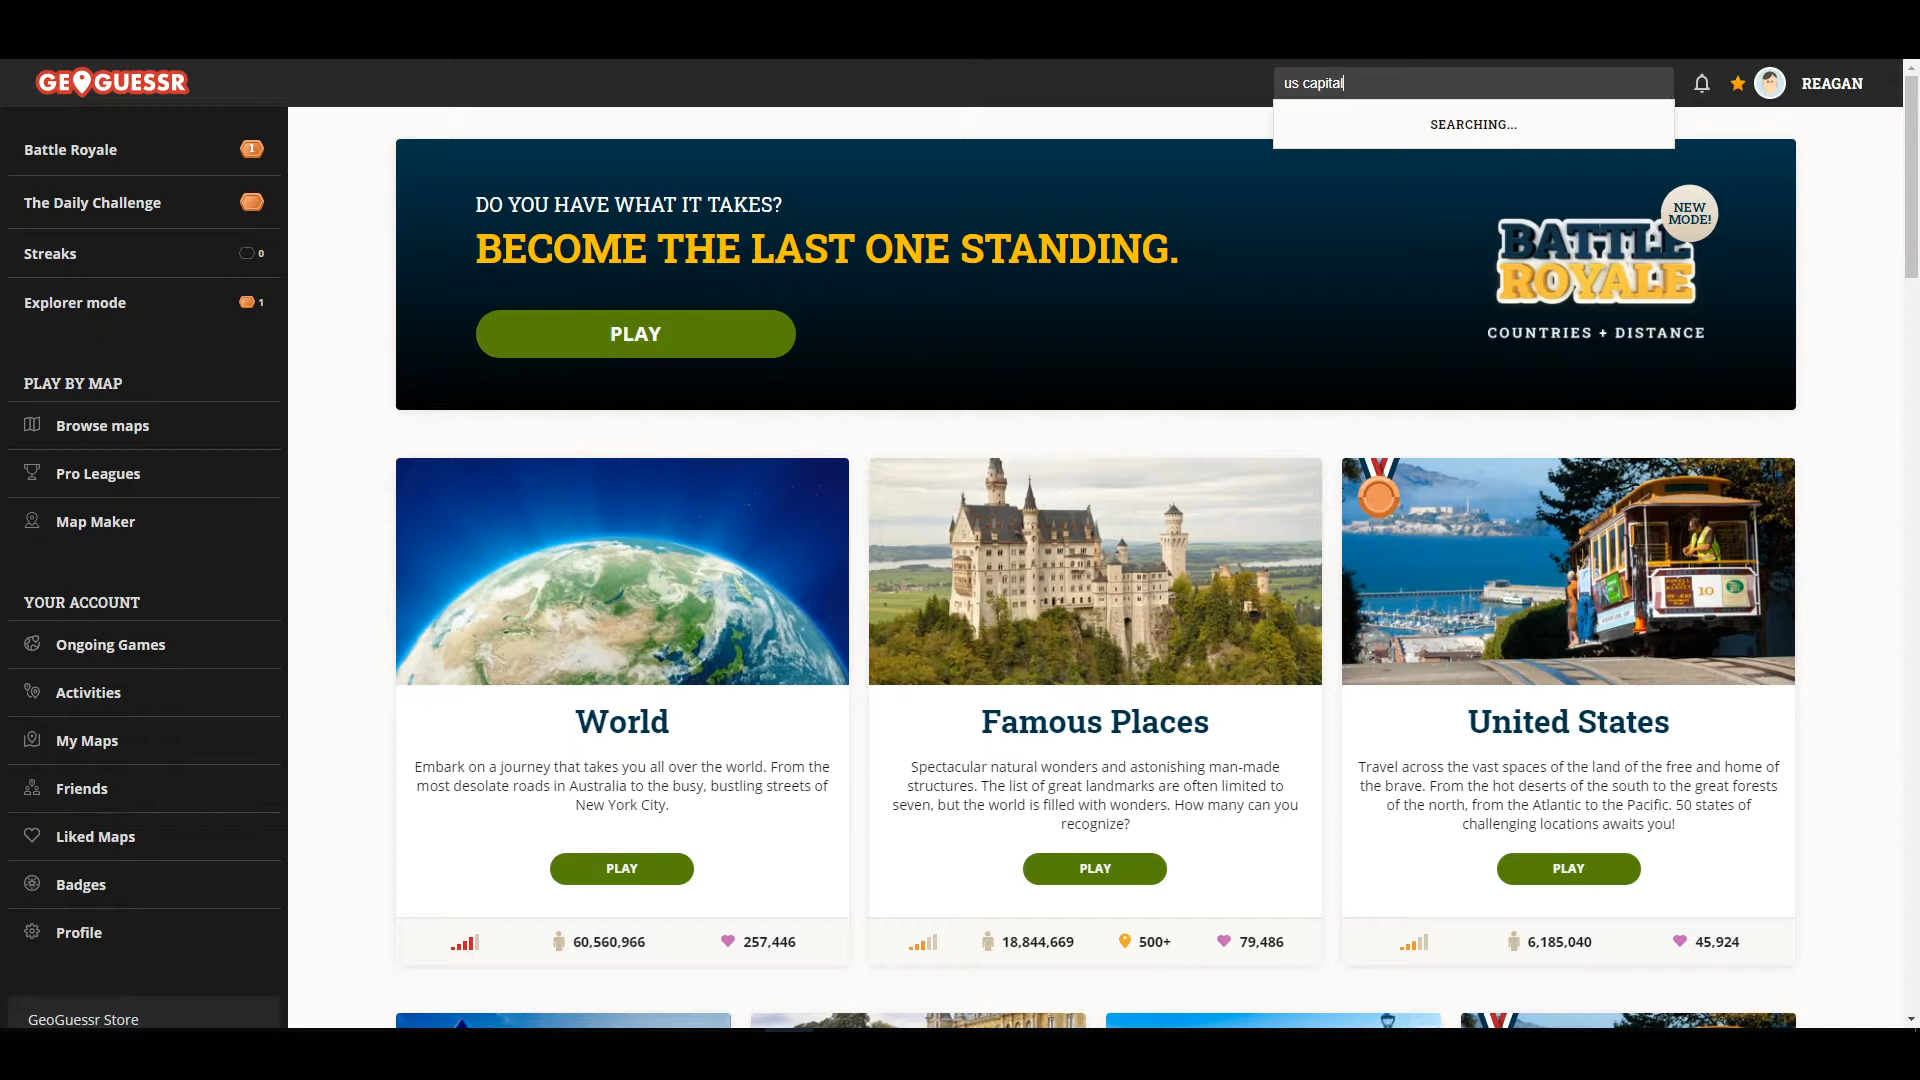 GEOGUESSR
us capital
REAGAN
SEARCHING...
Battle Royale
1
The Daily Challenge
Streaks
0
Explorer mode
1
PLAY BY MAP
Browse maps
Pro Leagues
Map Maker
YOUR ACCOUNT
Ongoing Games
Activities
My Maps
Friends
Liked Maps
Badges
Profile
GeoGuessr Store
DO YOU HAVE WHAT IT TAKES?
BECOME THE LAST ONE STANDING.
PLAY
NEW
MODE!
BATTLE
ROYALE
COUNTRIES + DISTANCE
World
Embark on a journey that takes you all over the world. From the
most desolate roads in Australia to the busy, bustling streets of
New York City.
PLAY
60,560,966
257,446
Famous Places
Spectacular natural wonders and astonishing man-made
structures. The list of great landmarks are often limited to
seven, but the world is filled with wonders. How many can you
recognize?
PLAY
18,844,669
500+
79,486
10
United States
Travel across the vast spaces of the land of the free and home of
the brave. From the hot deserts of the south to the great forests
of the north, from the Atlantic to the Pacific. 50 states of
challenging locations awaits you!
PLAY
6,185,040
45,924